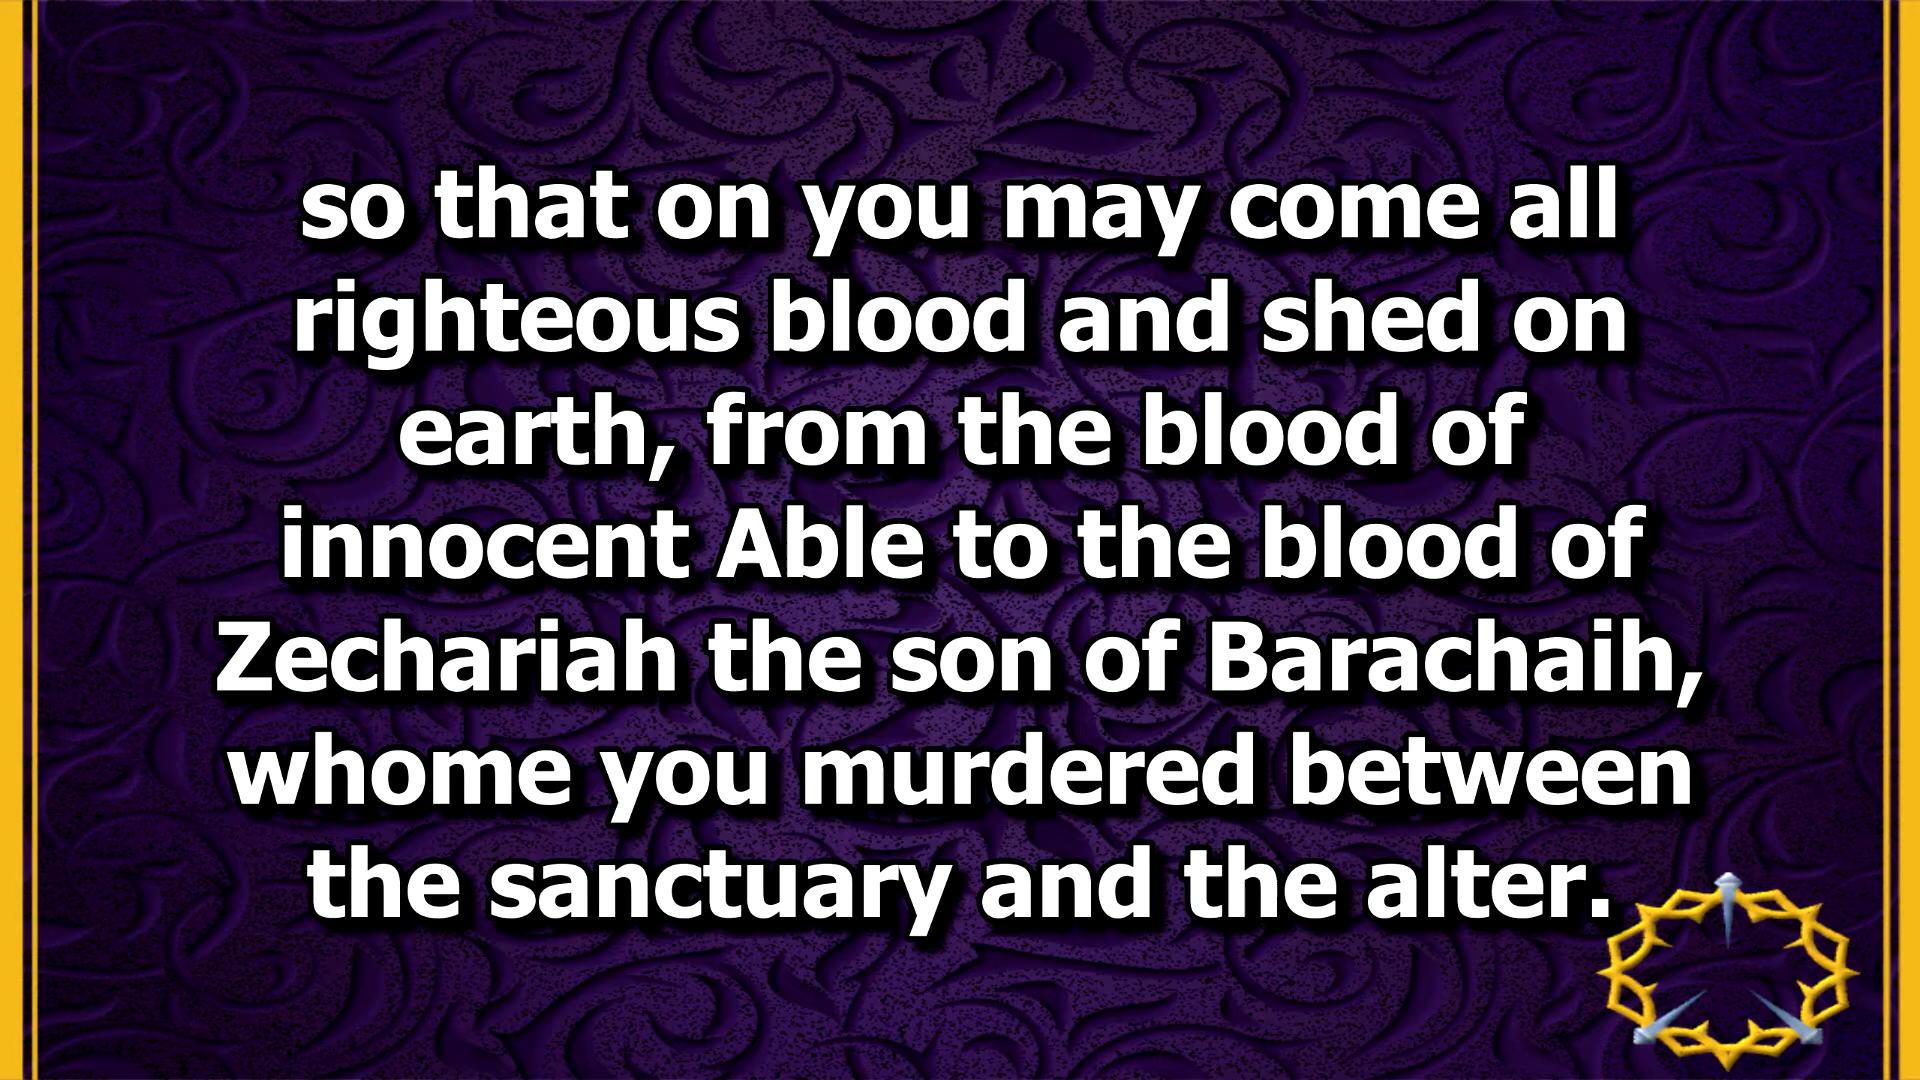 so that on you may come all
righteous blood and shed on
earth, from the blood of
innocent Able to the blood of
Zechariah the son of Barachaih,
whome you murdered between
the sanctuary and the alter.